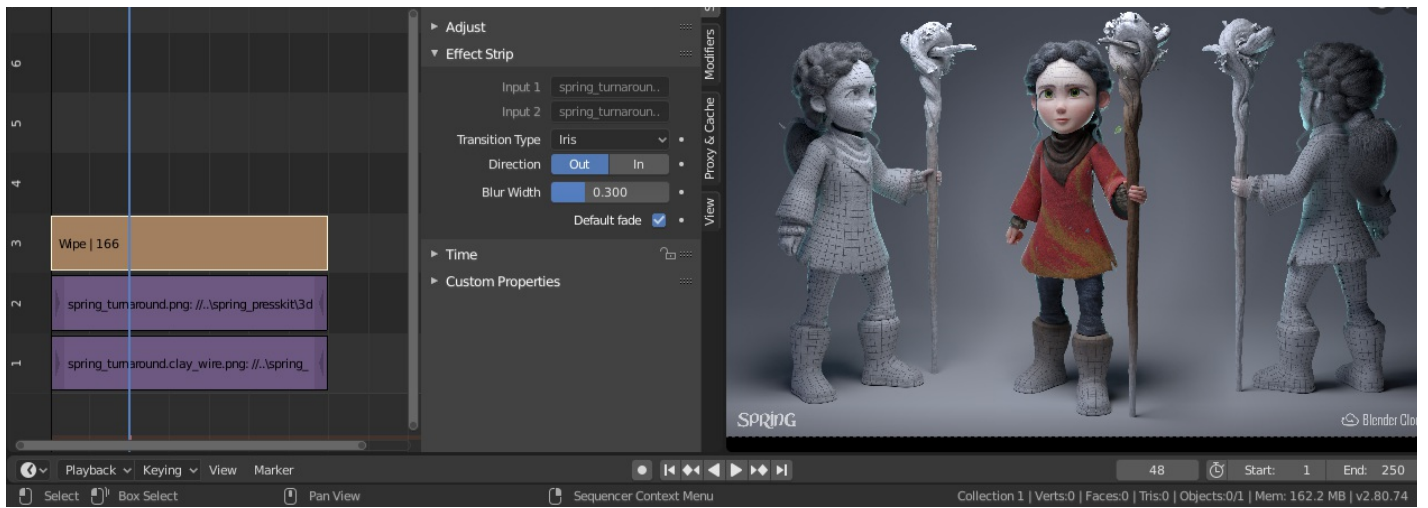 6
5
4
3
2
1
Wipe | 166
spring_turnaround.png: //..\spring_presskit\3d
spring_turnaround.clay_wire.png: //..\spring_
Adjust
Effect Strip
Input 1 spring_turnaroun..
Input 2 spring_turnaroun..
Transition Type Iris
Direction Out In
Blur Width 0.300
Default fade
Time
Custom Properties
Modifiers
Proxy & Cache
View
SPRING
Blender Clo
Playback Keying View Marker
48 Start: 1 End: 250
Select Box Select Pan View Sequencer Context Menu
Collection 1 | Verts:0 | Faces:0 | Tris:0 | Objects:0/1 | Mem: 162.2 MB | v2.80.74